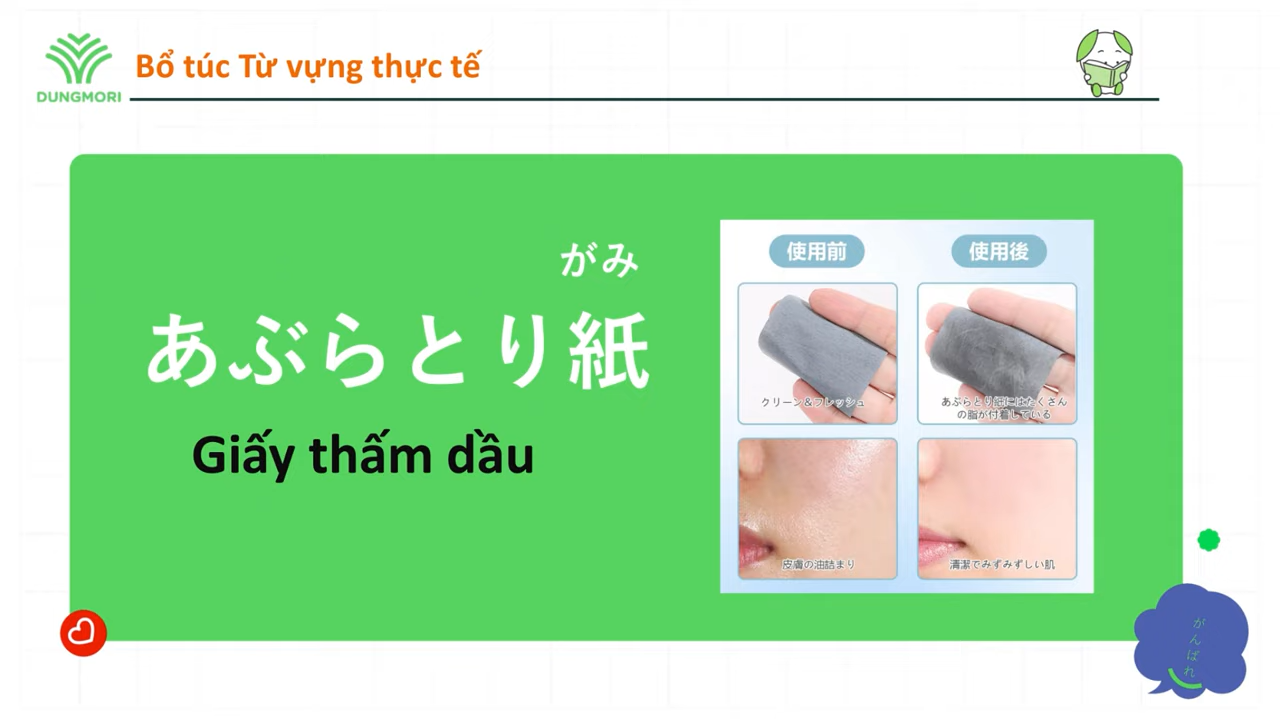 DUNGMORI
Bổ túc Từ vựng thực tế
がみ
あぶらとり紙
Giấy thấm dầu
使用前
使用後
クリーン&フレッシュ
あぶらとり紙にはたくさん
の脂が付着している
皮膚の油詰まり
清潔でみずみずしい肌
がんばれ